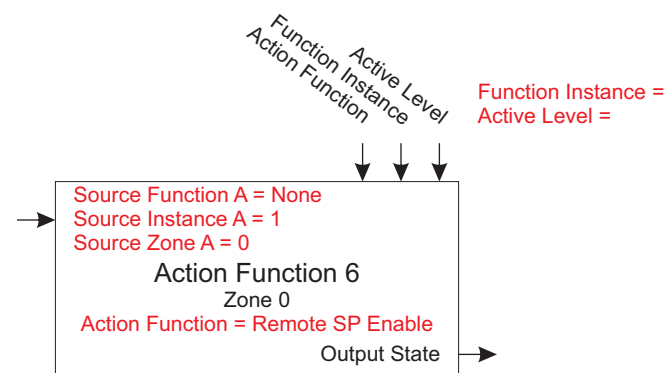 Function Instance
Action Function
Active Level
Function Instance =
Active Level =
Source Function A = None
Source Instance A = 1
Source Zone A = 0
Action Function 6
Zone 0
Action Function = Remote SP Enable
Output State